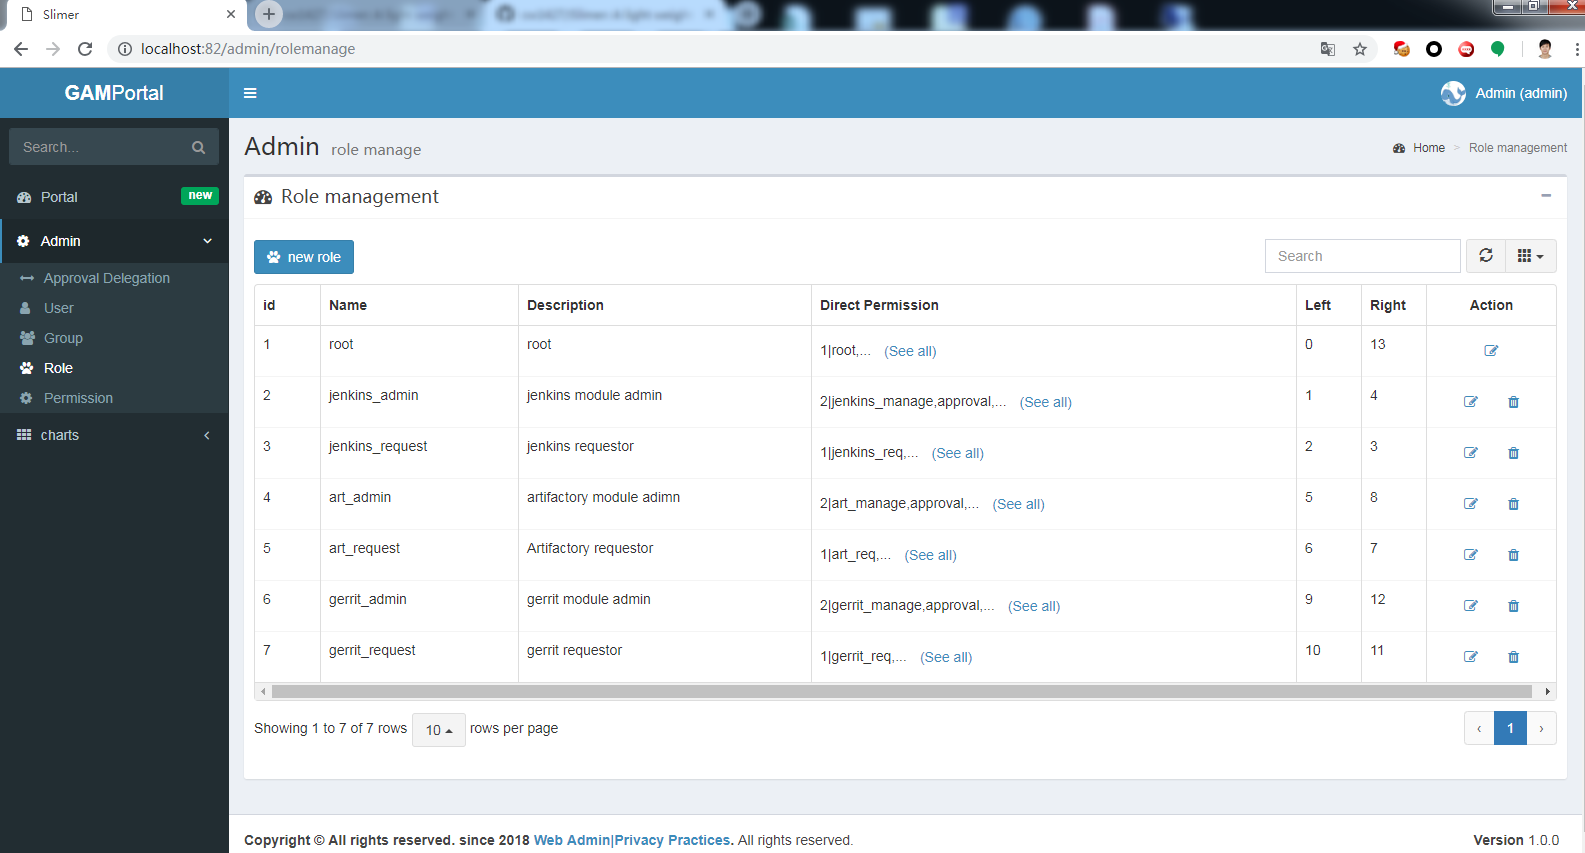 Slimer
localhost:82/admin/rolemanage
GAMPortal
Admin (admin)
Search...
Portal new
Admin
Approval Delegation
User
Group
Role
Permission
charts
Admin role manage
Home > Role management
Role management
new role
Search
id Name Description Direct Permission Left Right Action
1 root root 1|root,... (See all) 0 13
2 jenkins_admin jenkins module admin 2|jenkins_manage,approval,... (See all) 1 4
3 jenkins_request jenkins requestor 1|jenkins_req,... (See all) 2 3
4 art_admin artifactory module adimn 2|art_manage,approval,... (See all) 5 8
5 art_request Artifactory requestor 1|art_req,... (See all) 6 7
6 gerrit_admin gerrit module admin 2|gerrit_manage,approval,... (See all) 9 12
7 gerrit_request gerrit requestor 1|gerrit_req,... (See all) 10 11
Showing 1 to 7 of 7 rows 10 rows per page
‹ 1 ›
Copyright © All rights reserved. since 2018 Web Admin|Privacy Practices. All rights reserved.
Version 1.0.0